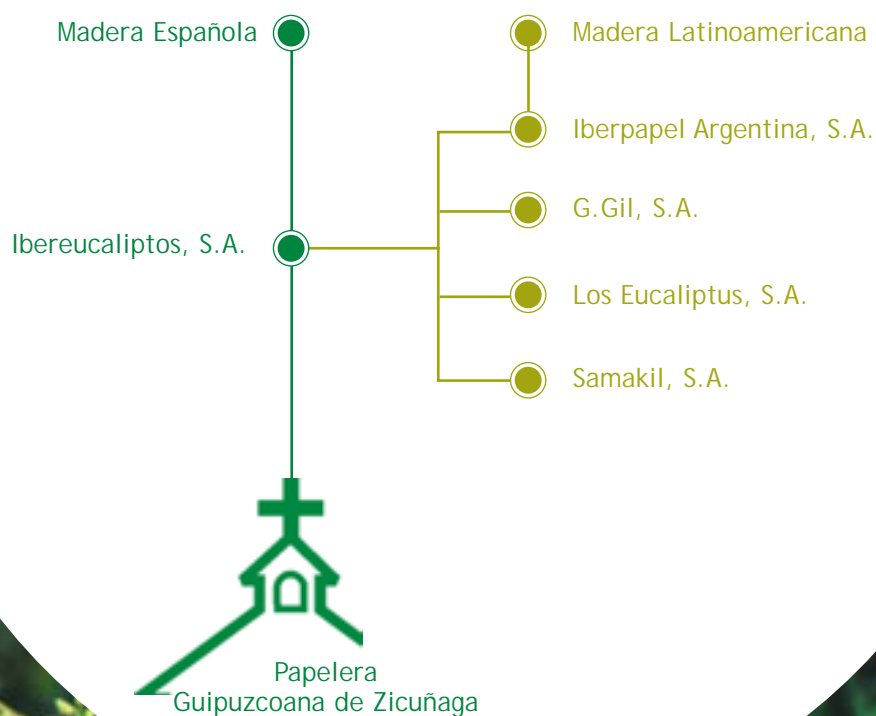 Madera Española
Madera Latinoamericana
Iberpapel Argentina, S.A.
G.Gil, S.A.
Ibereucaliptos, S.A.
Los Eucaliptus, S.A.
Samakil, S.A.
Papelera
Guipuzcoana de Zicuñaga